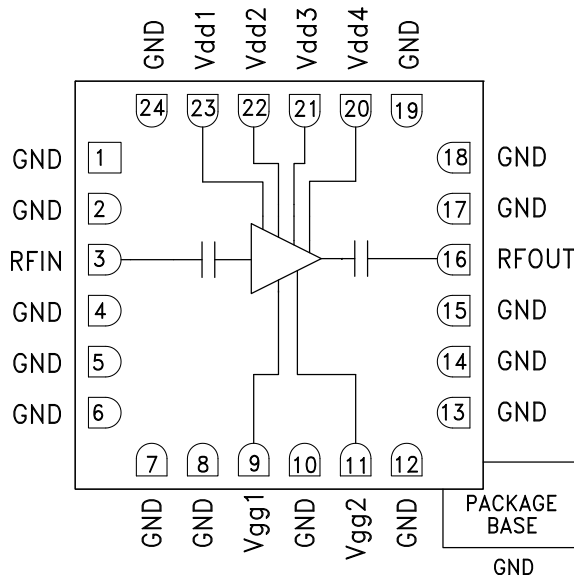 GND Vdd1 Vdd2 Vdd3 Vdd4 GND
24 23 22 21 20 19
GND 1 18 GND
GND 2 17 GND
RFIN 3 16 RFOUT
GND 4 15 GND
GND 5 14 GND
GND 6 13 GND
7 8 9 10 11 12
GND GND Vgg1 GND Vgg2 GND
PACKAGE
BASE
GND